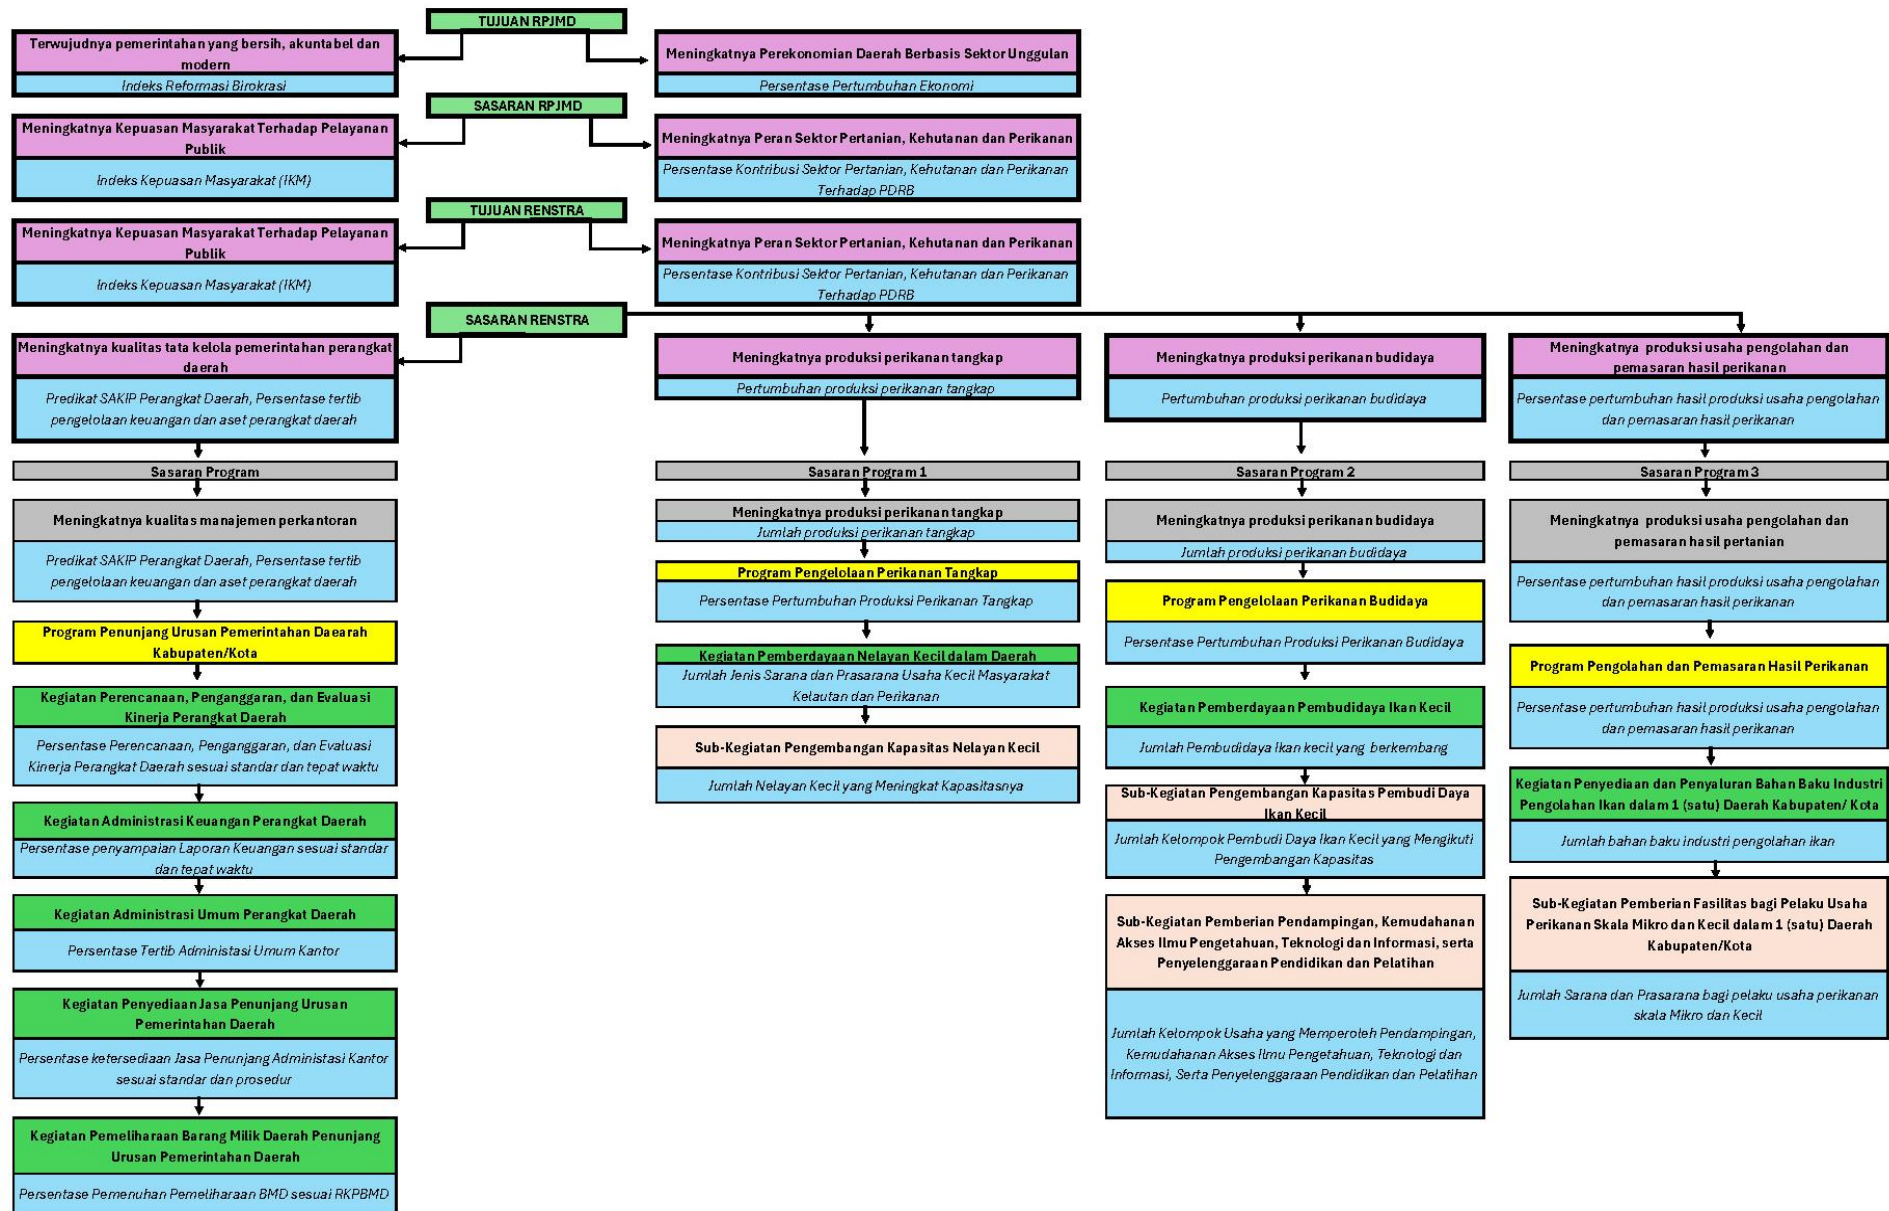 TUJUAN RPJMD
Terwujudnya pemerintahan yang bersih, akuntabel dan
modern
Indeks Reformasi Birokrasi
Meningkatnya Perekonomian Daerah Berbasis Sektor Unggulan
Persentase Pertumbuhan Ekonomi
SASARAN RPJMD
Meningkatnya Kepuasan Masyarakat Terhadap Pelayanan
Publik
Indeks Kepuasan Masyarakat (IKM)
Meningkatnya Peran Sektor Pertanian, Kehutanan dan Perikanan
Persentase Kontribusi Sektor Pertanian, Kehutanan dan Perikanan
Terhadap PDRB
TUJUAN RENSTRA
Meningkatnya Kepuasan Masyarakat Terhadap Pelayanan
Publik
Indeks Kepuasan Masyarakat (IKM)
Meningkatnya Peran Sektor Pertanian, Kehutanan dan Perikanan
Persentase Kontribusi Sektor Pertanian, Kehutanan dan Perikanan
Terhadap PDRB
SASARAN RENSTRA
Meningkatnya kualitas tata kelola pemerintahan perangkat
daerah
Predikat SAKIP Perangkat Daerah, Persentase tertib
pengelolaan keuangan dan aset perangkat daerah
Sasaran Program
Meningkatnya kualitas manajemen perkantoran
Predikat SAKIP Perangkat Daerah, Persentase tertib
pengelolaan keuangan dan aset perangkat daerah
Program Penunjang Urusan Pemerintahan Daearah
Kabupaten/Kota
Kegiatan Perencanaan, Penganggaran, dan Evaluasi
Kinerja Perangkat Daerah
Persentase Perencanaan, Penganggaran, dan Evaluasi
Kinerja Perangkat Daerah sesuai standar dan tepat waktu
Kegiatan Administrasi Keuangan Perangkat Daerah
Persentase penyampaian Laporan Keuangan sesuai standar
dan tepat waktu
Kegiatan Administrasi Umum Perangkat Daerah
Persentase Tertib Administasi Umum Kantor
Kegiatan Penyediaan Jasa Penunjang Urusan
Pemerintahan Daerah
Persentase ketersediaan Jasa Penunjang Administasi Kantor
sesuai standar dan prosedur
Kegiatan Pemeliharaan Barang Milik Daerah Penunjang
Urusan Pemerintahan Daerah
Persentase Pemenuhan Pemeliharaan BMD sesuai RKPBMD
Meningkatnya produksi perikanan tangkap
Pertumbuhan produksi perikanan tangkap
Sasaran Program 1
Meningkatnya produksi perikanan tangkap
Jumlah produksi perikanan tangkap
Program Pengelolaan Perikanan Tangkap
Persentase Pertumbuhan Produksi Perikanan Tangkap
Kegiatan Pemberdayaan Nelayan Kecil dalam Daerah
Jumlah Jenis Sarana dan Prasarana Usaha Kecil Masyarakat
Kelautan dan Perikanan
Sub-Kegiatan Pengembangan Kapasitas Nelayan Kecil
Jumlah Nelayan Kecil yang Meningkat Kapasitasnya
Meningkatnya produksi perikanan budidaya
Pertumbuhan produksi perikanan budidaya
Sasaran Program 2
Meningkatnya produksi perikanan budidaya
Jumlah produksi perikanan budidaya
Program Pengelolaan Perikanan Budidaya
Persentase Pertumbuhan Produksi Perikanan Budidaya
Kegiatan Pemberdayaan Pembudidaya Ikan Kecil
Jumlah Pembudidaya Ikan kecil yang berkembang
Sub-Kegiatan Pengembangan Kapasitas Pembudi Daya
Ikan Kecil
Jumlah Kelompok Pembudi Daya Ikan Kecil yang Mengikuti
Pengembangan Kapasitas
Sub-Kegiatan Pemberian Pendampingan, Kemudahanan
Akses Ilmu Pengetahuan, Teknologi dan Informasi, serta
Penyelenggaraan Pendidikan dan Pelatihan
Jumlah Kelompok Usaha yang Memperoleh Pendampingan,
Kemudahanan Akses Ilmu Pengetahuan, Teknologi dan
Informasi, Serta Penyelenggaraan Pendidikan dan Pelatihan
Meningkatnya produksi usaha pengolahan dan
pemasaran hasil perikanan
Persentase pertumbuhan hasil produksi usaha pengolahan
dan pemasaran hasil perikanan
Sasaran Program 3
Meningkatnya produksi usaha pengolahan dan
pemasaran hasil pertanian
Persentase pertumbuhan hasil produksi usaha pengolahan
dan pemasaran hasil perikanan
Program Pengolahan dan Pemasaran Hasil Perikanan
Persentase pertumbuhan hasil produksi usaha pengolahan
dan pemasaran hasil perikanan
Kegiatan Penyediaan dan Penyaluran Bahan Baku Industri
Pengolahan Ikan dalam 1 (satu) Daerah Kabupaten/ Kota
Jumlah bahan baku industri pengolahan ikan
Sub-Kegiatan Pemberian Fasilitas bagi Pelaku Usaha
Perikanan Skala Mikro dan Kecil dalam 1 (satu) Daerah
Kabupaten/Kota
Jumlah Sarana dan Prasarana bagi pelaku usaha perikanan
skala Mikro dan Kecil